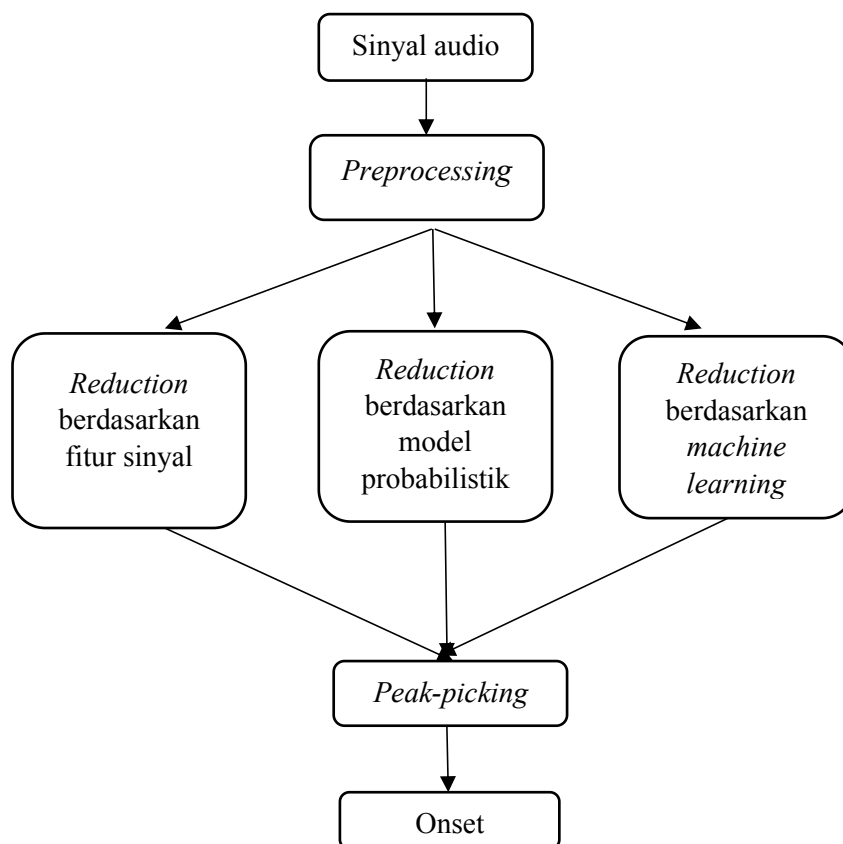 Sinyal audio
Preprocessing
Reduction
berdasarkan
fitur sinyal
Reduction
berdasarkan
model
probabilistik
Reduction
berdasarkan
machine
learning
Peak-picking
Onset